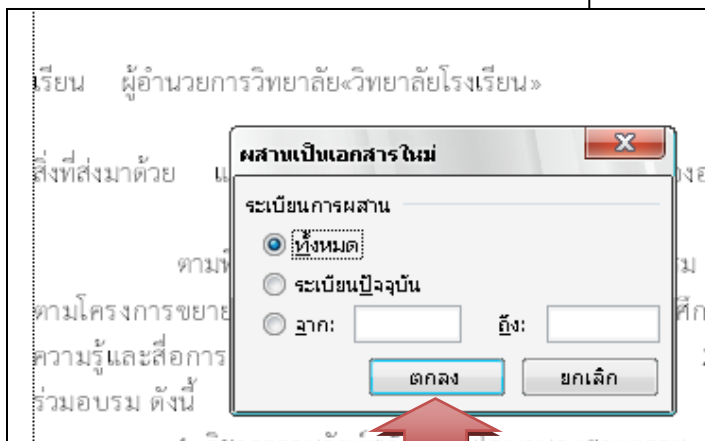 เรียน ผู้อำนวยการวิทยาลัย«วิทยาลัยโรงเรียน»
ผสานเป็นเอกสารใหม่
สิ่งที่ส่งมาด้วย
ระเบียนการผสาน
ทั้งหมด
ระเบียนปัจจุบัน
ตามโครงการขยาย
จาก: ถึง:
ความรู้และสื่อการ
ตกลง ยกเลิก
ร่วมอบรม ดังนี้